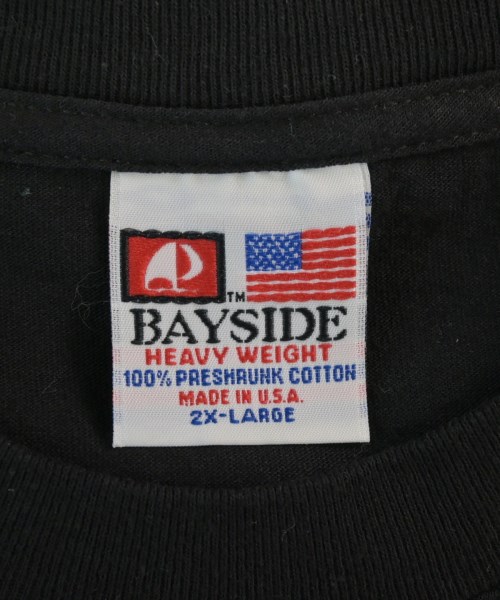 ™
BAYSIDE
HEAVY WEIGHT
100% PRESHRUNK COTTON
MADE IN U.S.A.
2X-LARGE